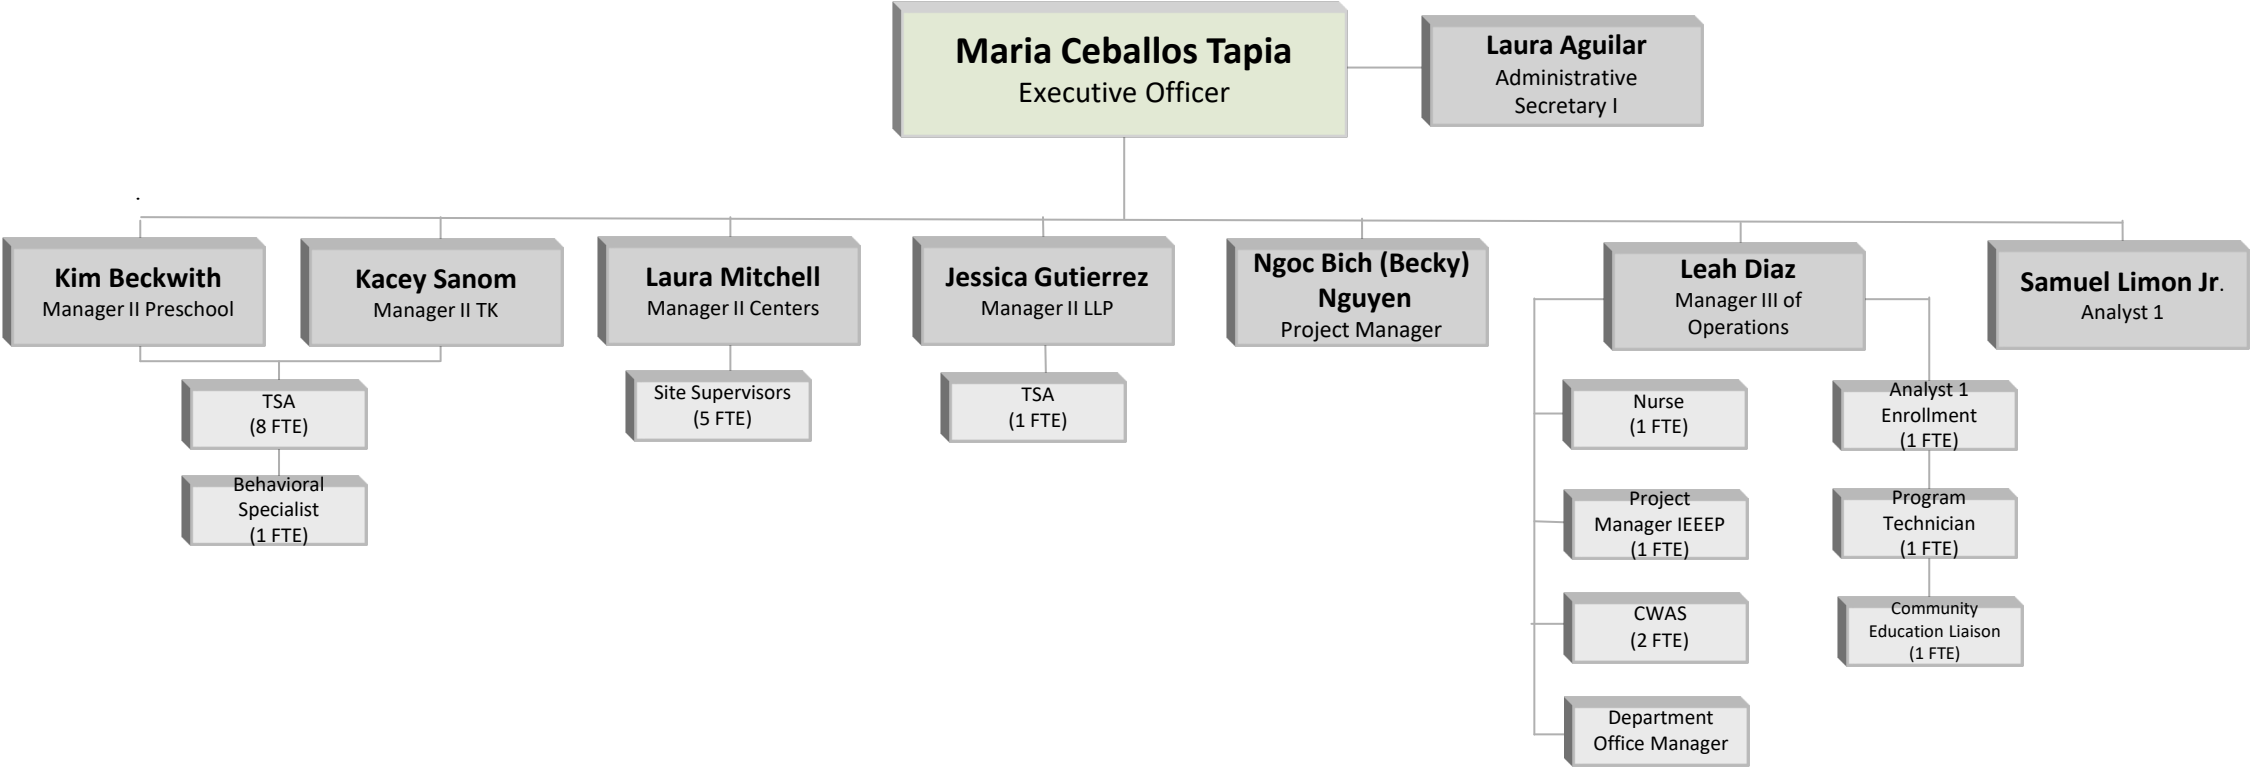 Maria Ceballos Tapia
Executive Officer
Laura Aguilar
Administrative
Secretary I
.
Kim Beckwith
Manager II Preschool
Kacey Sanom
Manager II TK
Laura Mitchell
Manager II Centers
Jessica Gutierrez
Manager II LLP
Ngoc Bich (Becky)
Nguyen
Project Manager
Leah Diaz
Manager III of
Operations
Samuel Limon Jr.
Analyst 1
TSA
(8 FTE)
Behavioral
Specialist
(1 FTE)
Site Supervisors
(5 FTE)
TSA
(1 FTE)
Nurse
(1 FTE)
Project
Manager IEEEP
(1 FTE)
CWAS
(2 FTE)
Department
Office Manager
Analyst 1
Enrollment
(1 FTE)
Program
Technician
(1 FTE)
Community
Education Liaison
(1 FTE)